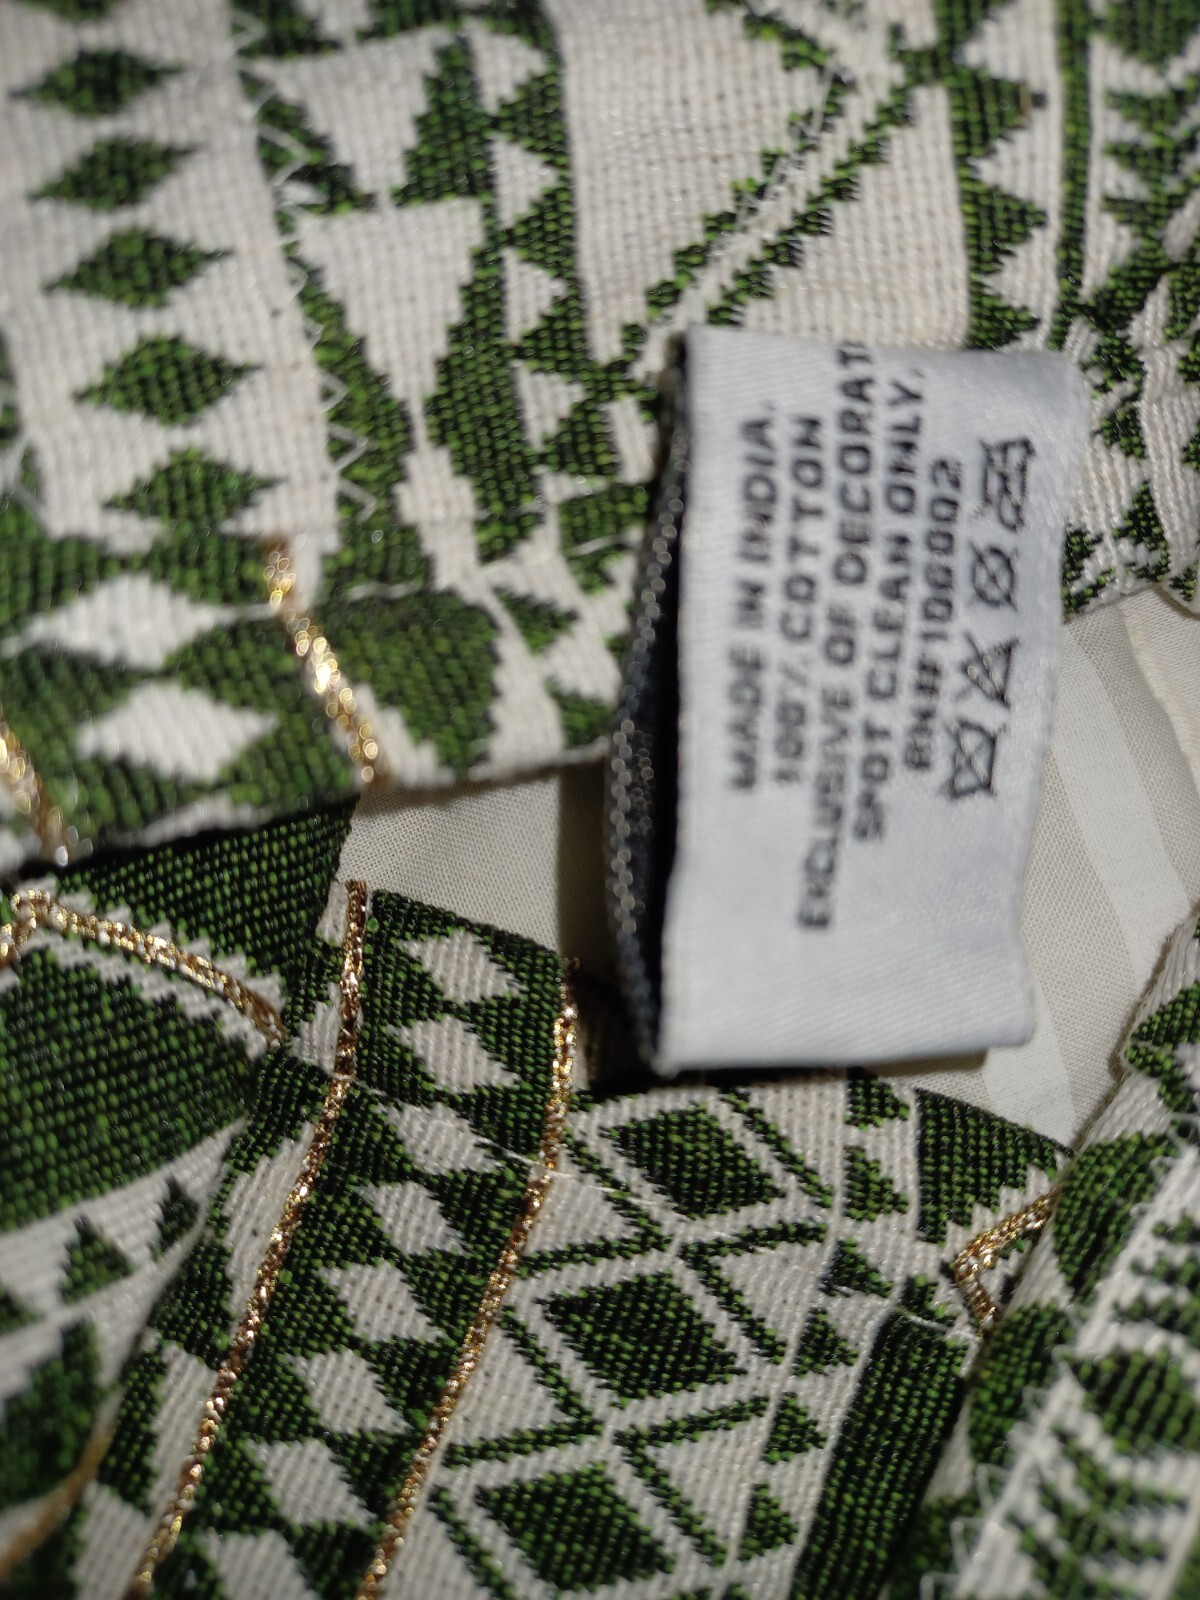 MADE IN INDIA.
100% COTTON
EXCLUSIVE OF DECORATI
SPOT CLEAN ONLY.
RN#106002